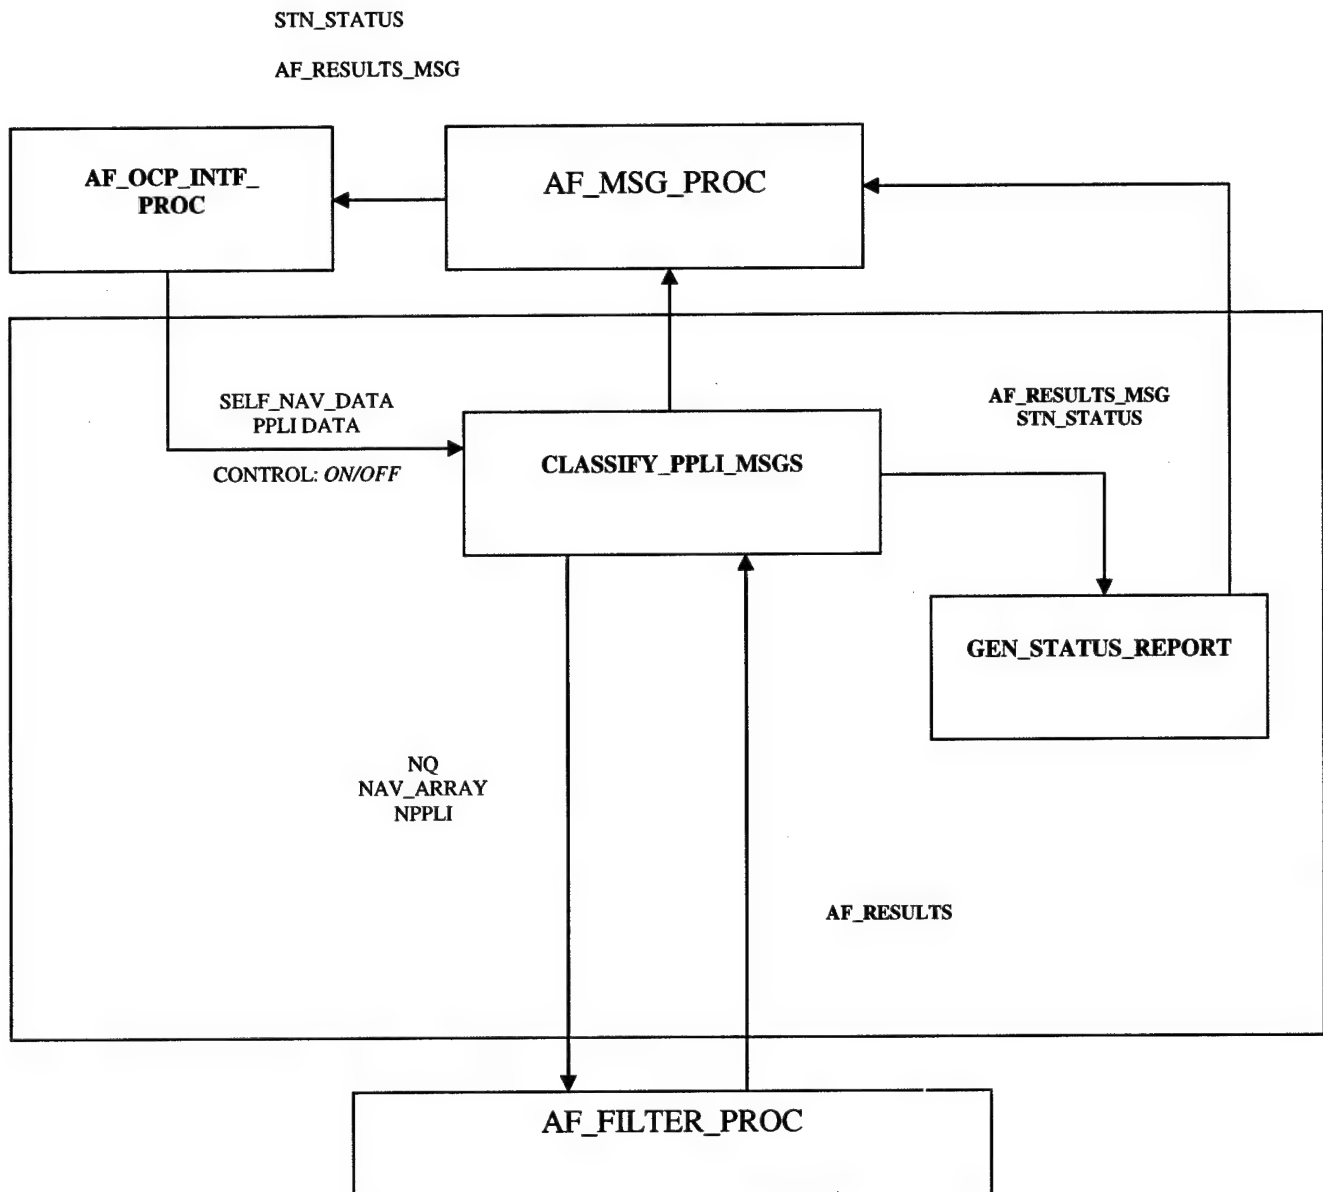 STN_STATUS
AF_RESULTS_MSG
AF_OCP_INTF_
PROC
AF_MSG_PROC
SELF_NAV_DATA
PPLI DATA
CONTROL: ON/OFF
CLASSIFY_PPLI_MSGS
AF_RESULTS_MSG
STN_STATUS
GEN_STATUS_REPORT
NQ
NAV_ARRAY
NPPLI
AF_RESULTS
AF_FILTER_PROC